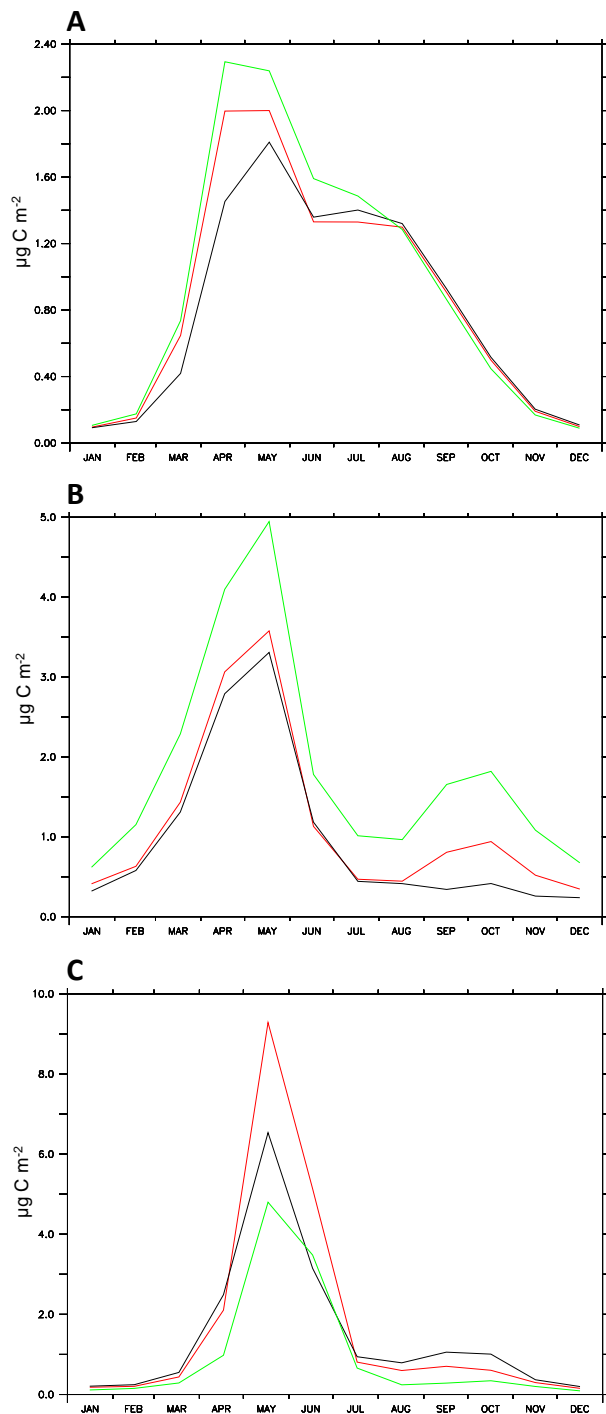 A
2.40
2.00
1.60
1.20
0.80
0.40
0.00
µg C m-2
JAN FEB MAR APR MAY JUN JUL AUG SEP OCT NOV DEC
B
5.0
4.0
3.0
2.0
1.0
0.0
µg C m-2
JAN FEB MAR APR MAY JUN JUL AUG SEP OCT NOV DEC
C
10.0
8.0
6.0
4.0
2.0
0.0
µg C m-2
JAN FEB MAR APR MAY JUN JUL AUG SEP OCT NOV DEC